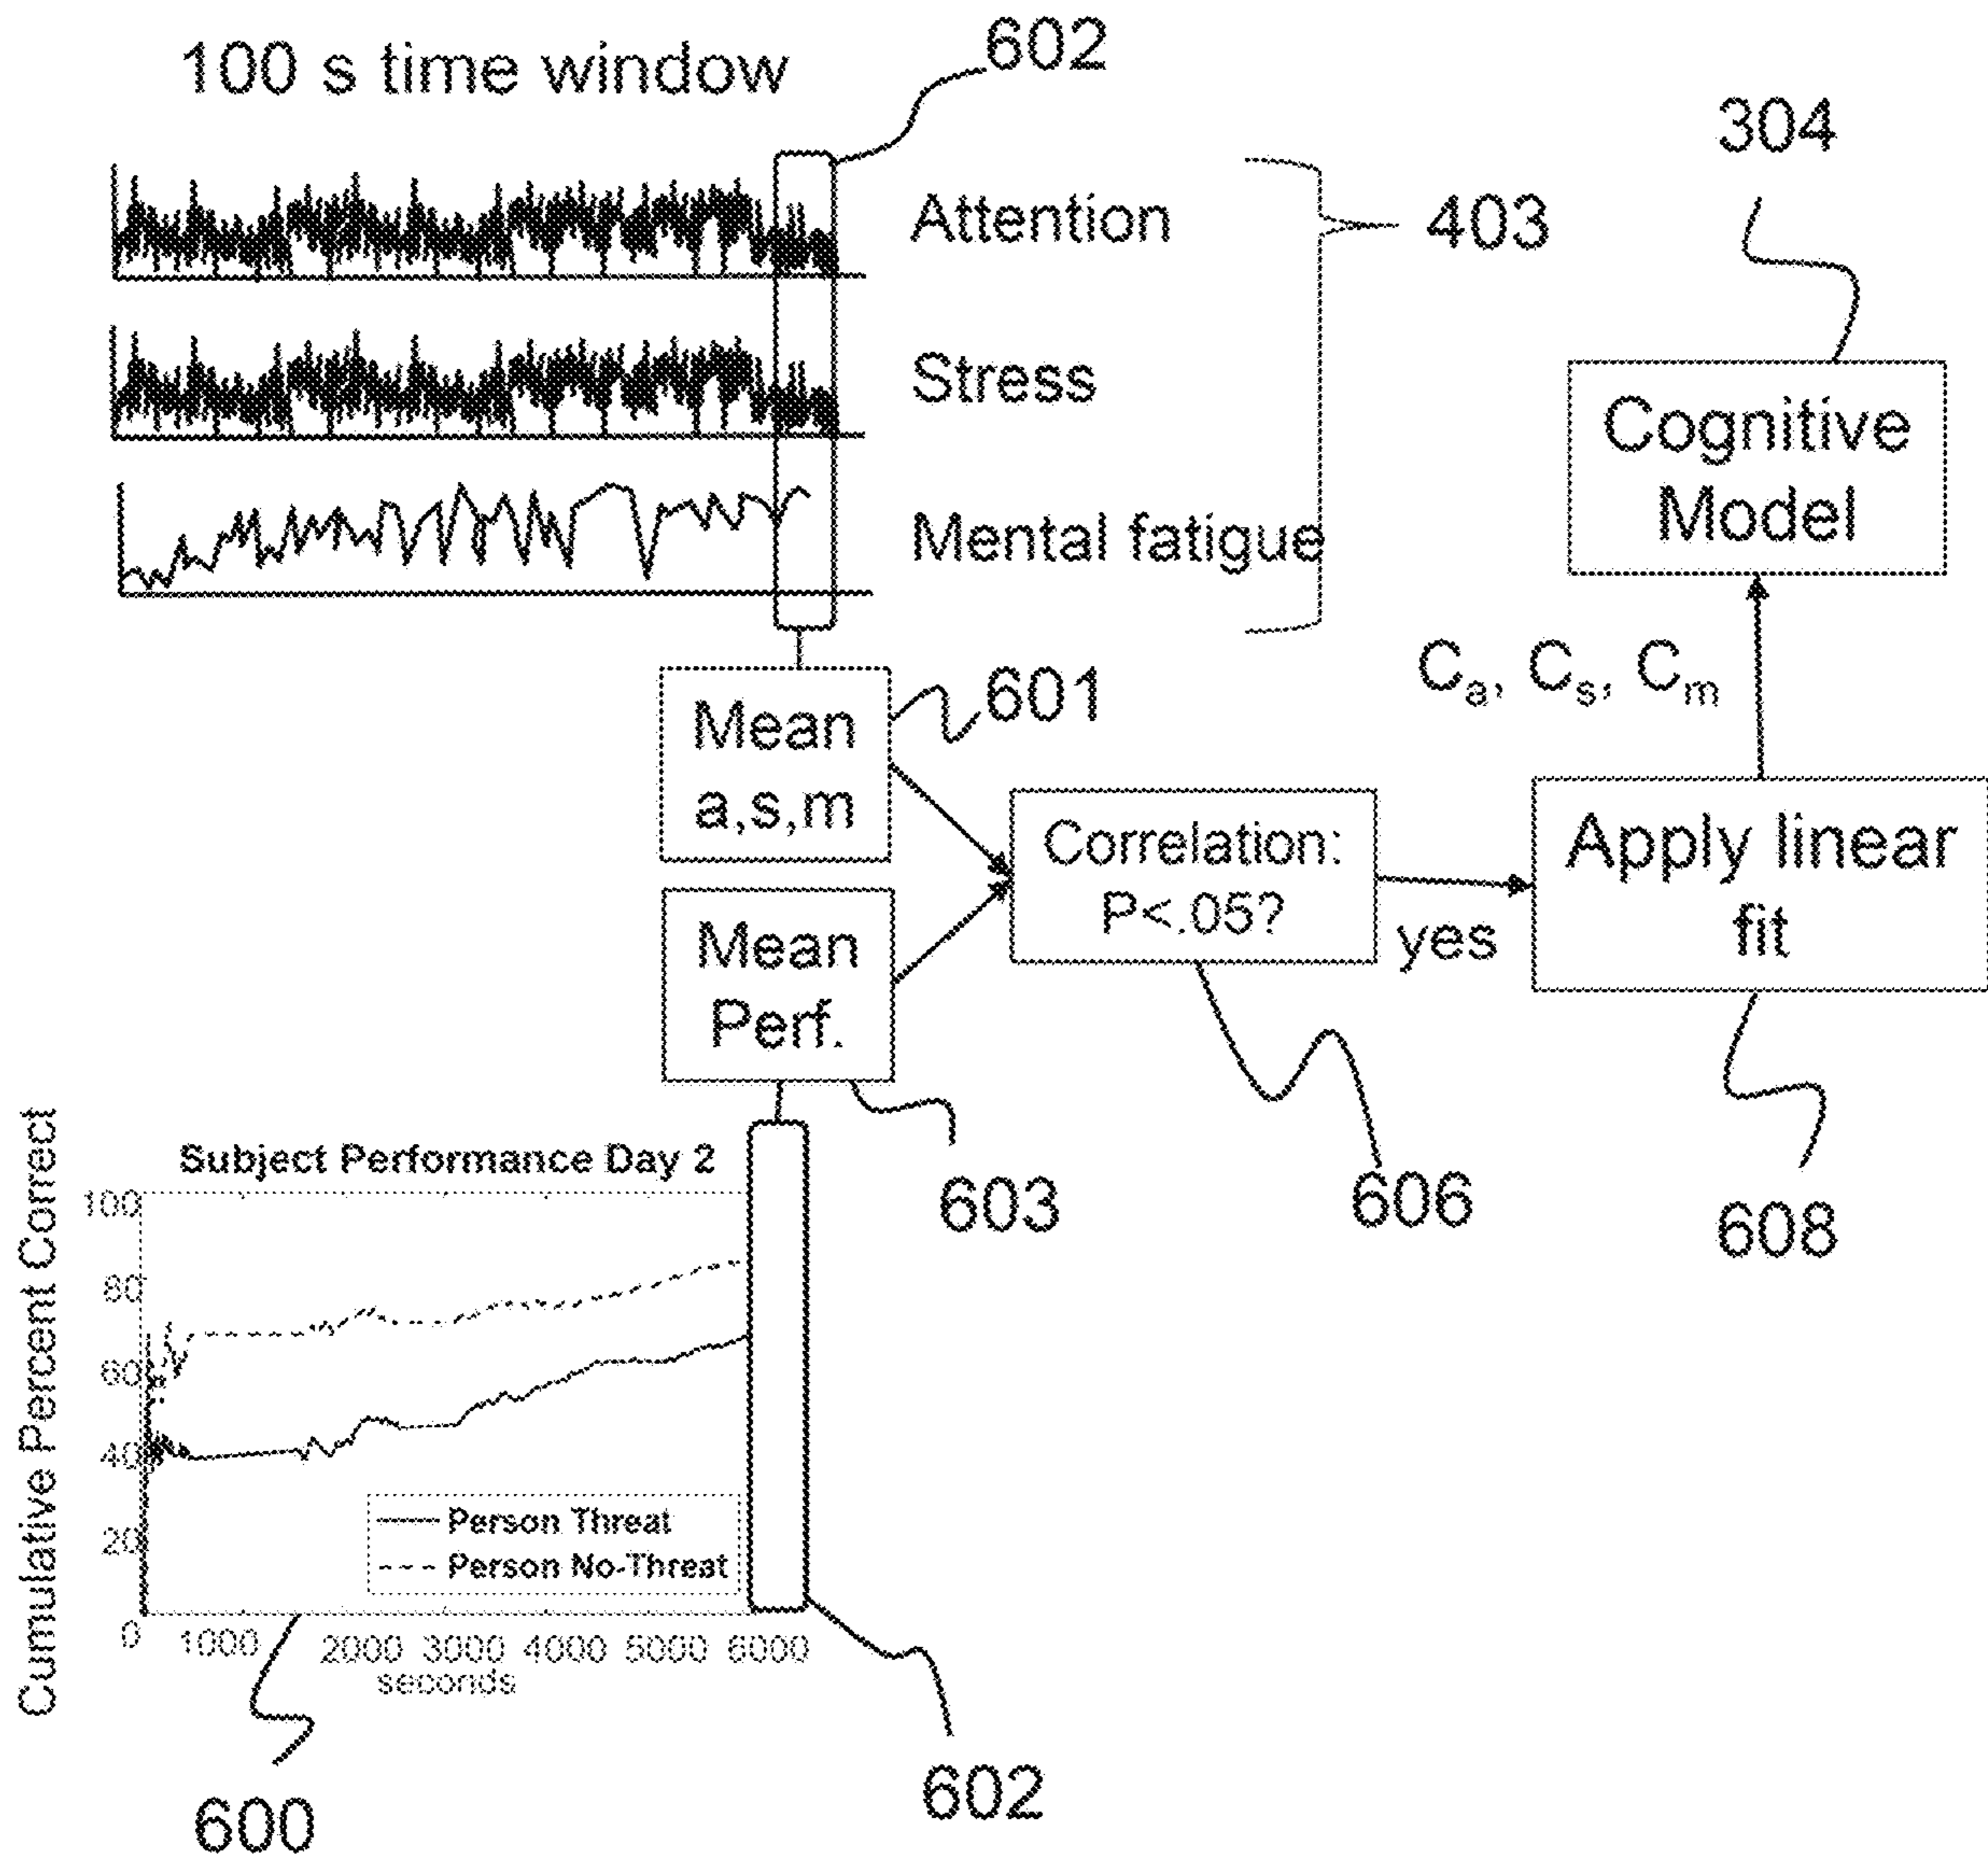 100 s time window
602
304
Attention
403
Stress
Cognitive
Model
Mental fatigue
Cₐ, Cₛ, Cₘ
Mean
a,s,m
601
Correlation:
P<.05?
yes
Apply linear
fit
Mean
Perf.
603
606
608
Subject Performance Day 2
Cumulative Percent Correct
100
80
60
40
20
0
Person Threat
Person No-Threat
1000 2000 3000 4000 5000 6000
seconds
600
602